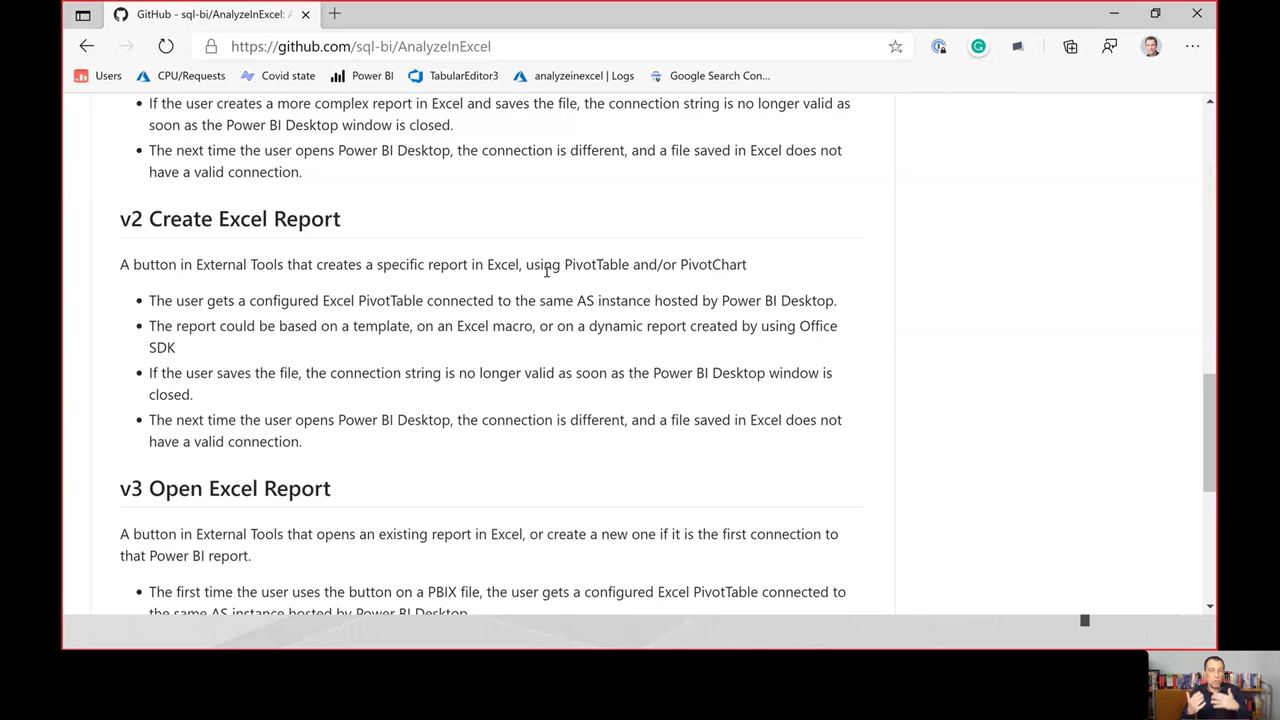 GitHub - sql-bi/AnalyzeInExcel: A
https://github.com/sql-bi/AnalyzeInExcel
Users CPU/Requests Covid state Power BI TabularEditor3 analyzeinexcel | Logs Google Search Con...
• If the user creates a more complex report in Excel and saves the file, the connection string is no longer valid as
soon as the Power BI Desktop window is closed.
• The next time the user opens Power BI Desktop, the connection is different, and a file saved in Excel does not
have a valid connection.
v2 Create Excel Report
A button in External Tools that creates a specific report in Excel, using PivotTable and/or PivotChart
• The user gets a configured Excel PivotTable connected to the same AS instance hosted by Power BI Desktop.
• The report could be based on a template, on an Excel macro, or on a dynamic report created by using Office
SDK
• If the user saves the file, the connection string is no longer valid as soon as the Power BI Desktop window is
closed.
• The next time the user opens Power BI Desktop, the connection is different, and a file saved in Excel does not
have a valid connection.
v3 Open Excel Report
A button in External Tools that opens an existing report in Excel, or create a new one if it is the first connection to
that Power BI report.
• The first time the user uses the button on a PBIX file, the user gets a configured Excel PivotTable connected to
the same AS instance hosted by Power BI Desktop.